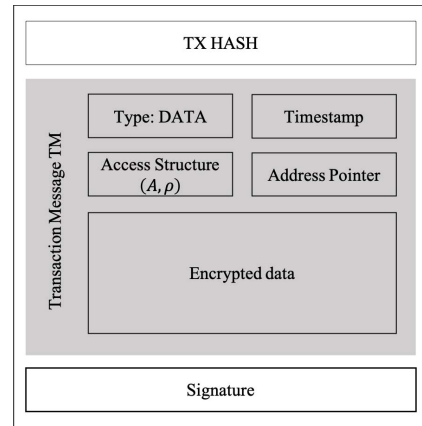 TX HASH
Transaction Message TM
Type: DATA
Timestamp
Access Structure
(A, ρ)
Address Pointer
Encrypted data
Signature